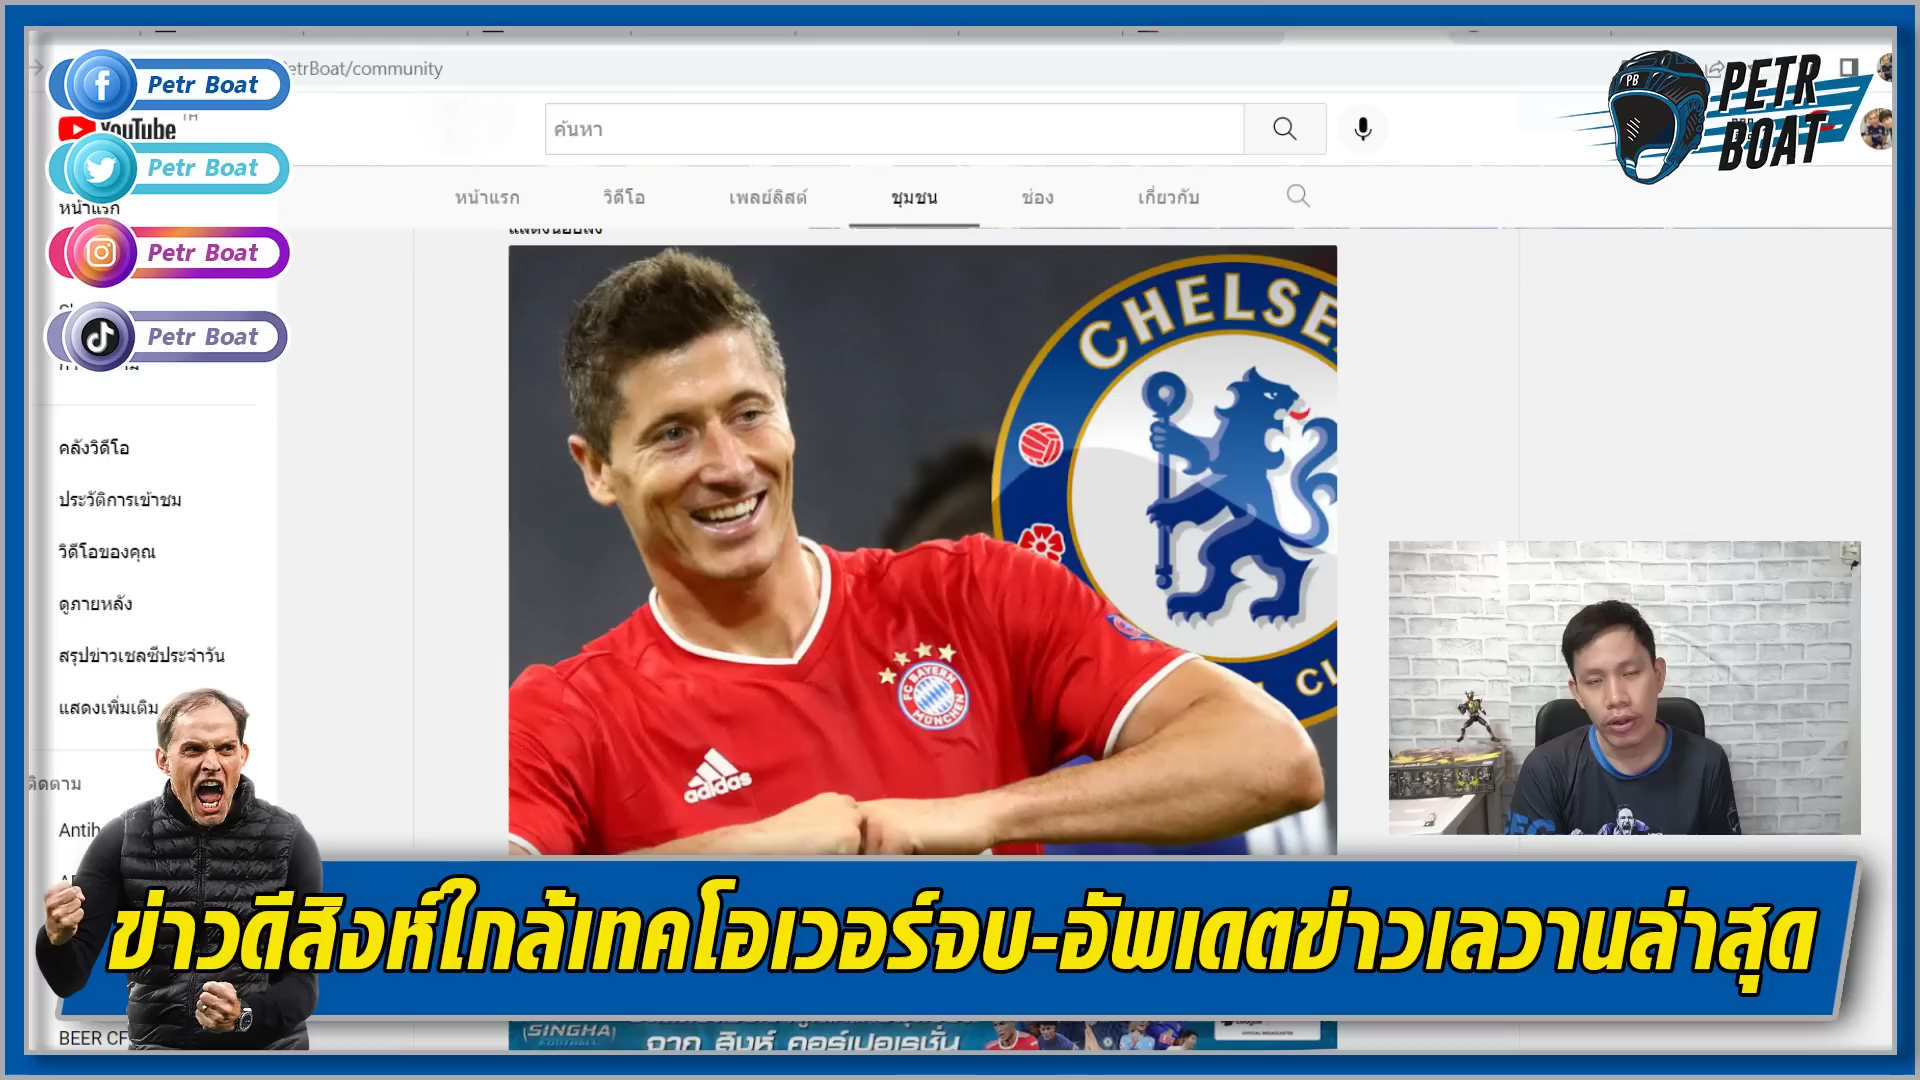 Petr Boat
PetrBoat/community
YouTube TH
ค้นหา
PB
PETR
BOAT
Petr Boat
หน้าแรก
วิดีโอ
เพลย์ลิสต์
ชุมชน
ช่อง
เกี่ยวกับ
หน้าแรก
Petr Boat
Petr Boat
CHELSE
คลังวิดีโอ
ประวัติการเข้าชม
วิดีโอของคุณ
ดูภายหลัง
สรุปข่าวเชลซีประจำวัน
แสดงเพิ่มเติม
FC BAYERN
MÜNCHEN
adidas
ติดตาม
Antih
ข่าวดีสิงห์ใกล้เทคโอเวอร์จบ-อัพเดตข่าวเลวานล่าสุด
BEER CF
SINGHA
จาก สิงห์ คอร์เปอเรชั่น